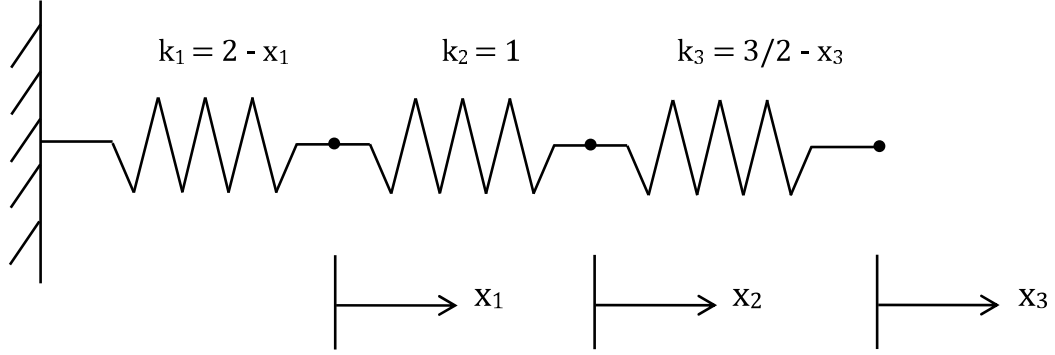 k₁ = 2 - x₁ k₂ = 1 k₃ = 3/2 - x₃
x₁ x₂ x₃